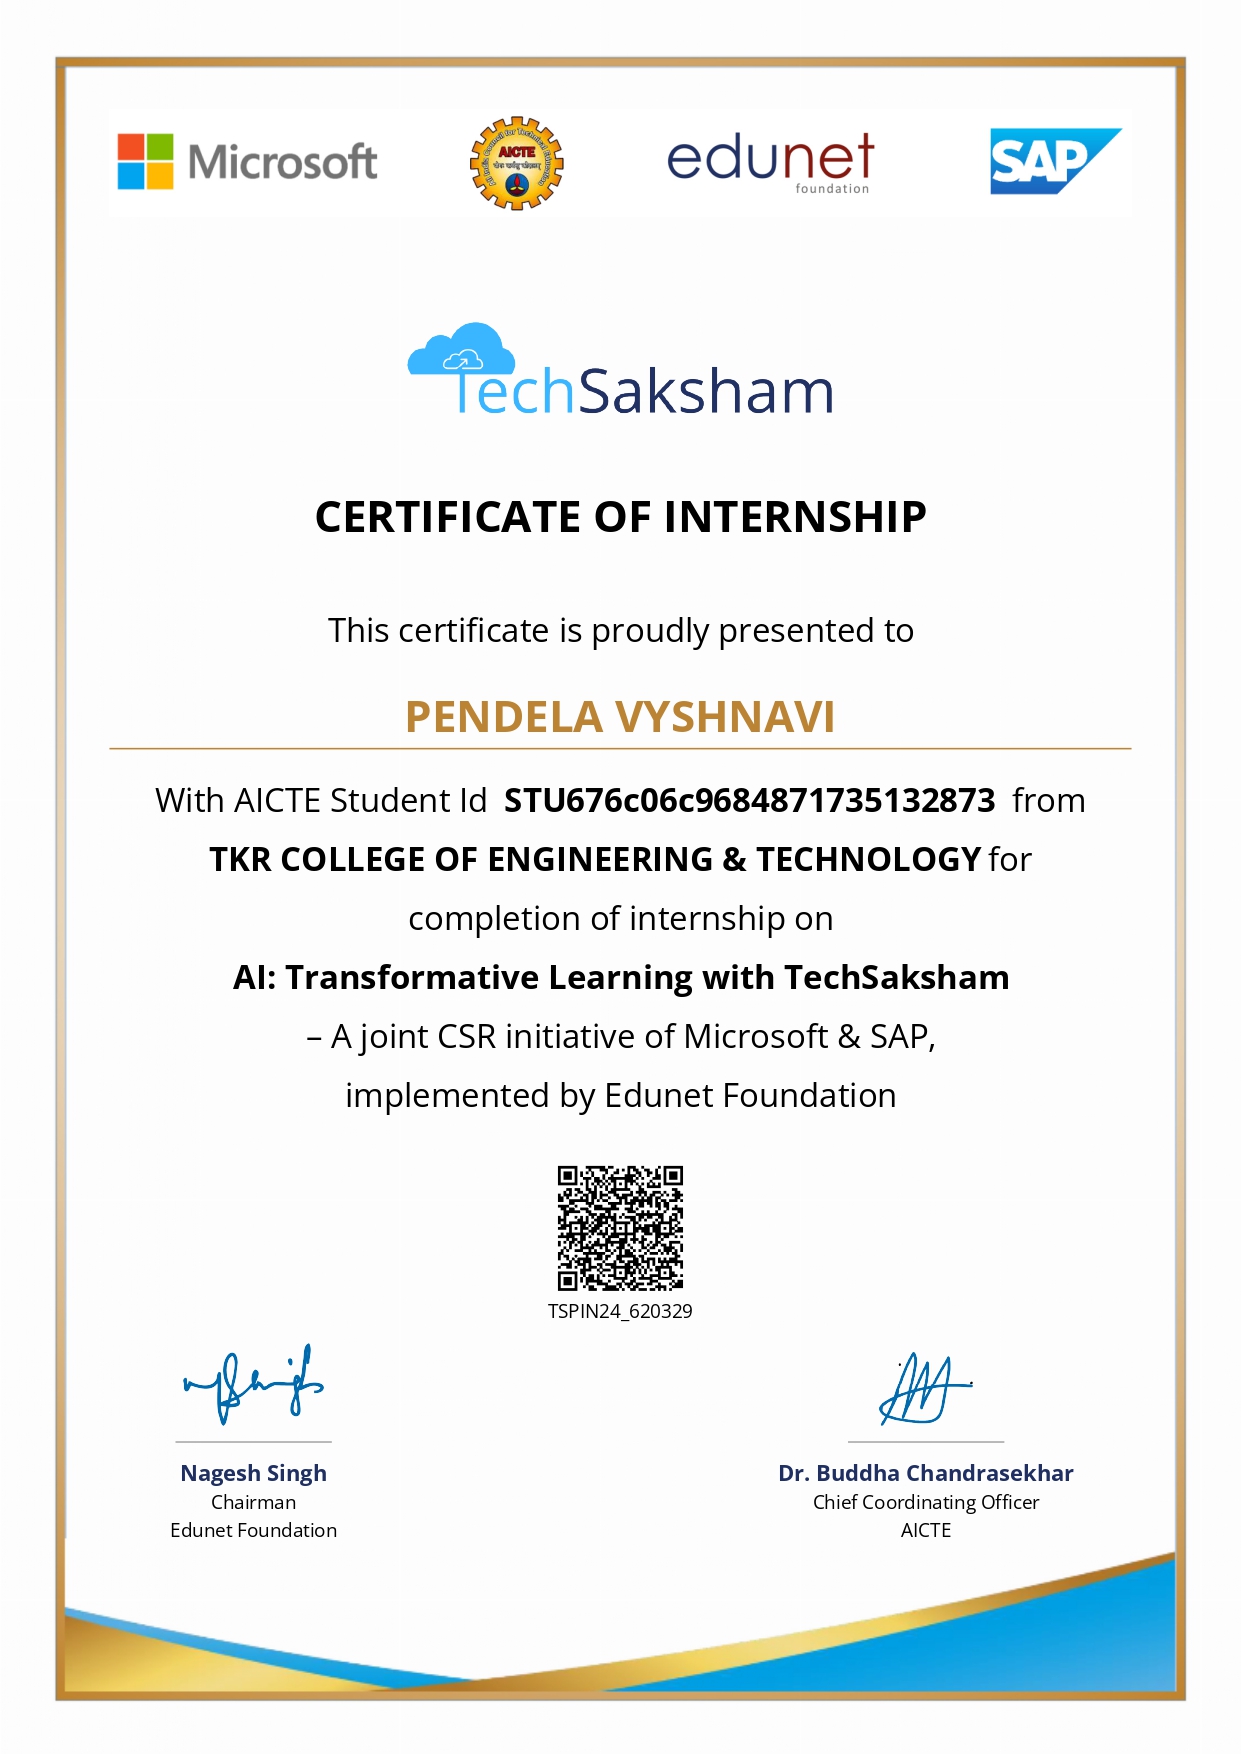 Microsoft
AICTE
edunet
foundation
SAP
TechSaksham
CERTIFICATE OF INTERNSHIP
This certificate is proudly presented to
PENDELA VYSHNAVI
With AICTE Student Id STU676c06c9684871735132873 from
TKR COLLEGE OF ENGINEERING & TECHNOLOGY for
completion of internship on
AI: Transformative Learning with TechSaksham
– A joint CSR initiative of Microsoft & SAP,
implemented by Edunet Foundation
TSPIN24_620329
Nagesh Singh
Chairman
Edunet Foundation
Dr. Buddha Chandrasekhar
Chief Coordinating Officer
AICTE